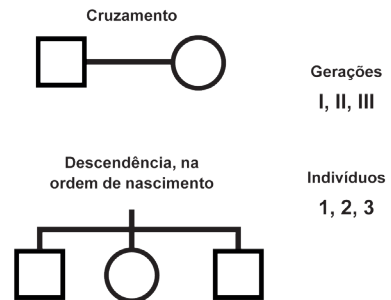 Cruzamento
Gerações
I, II, III
Descendência, na
ordem de nascimento
Indivíduos
1, 2, 3